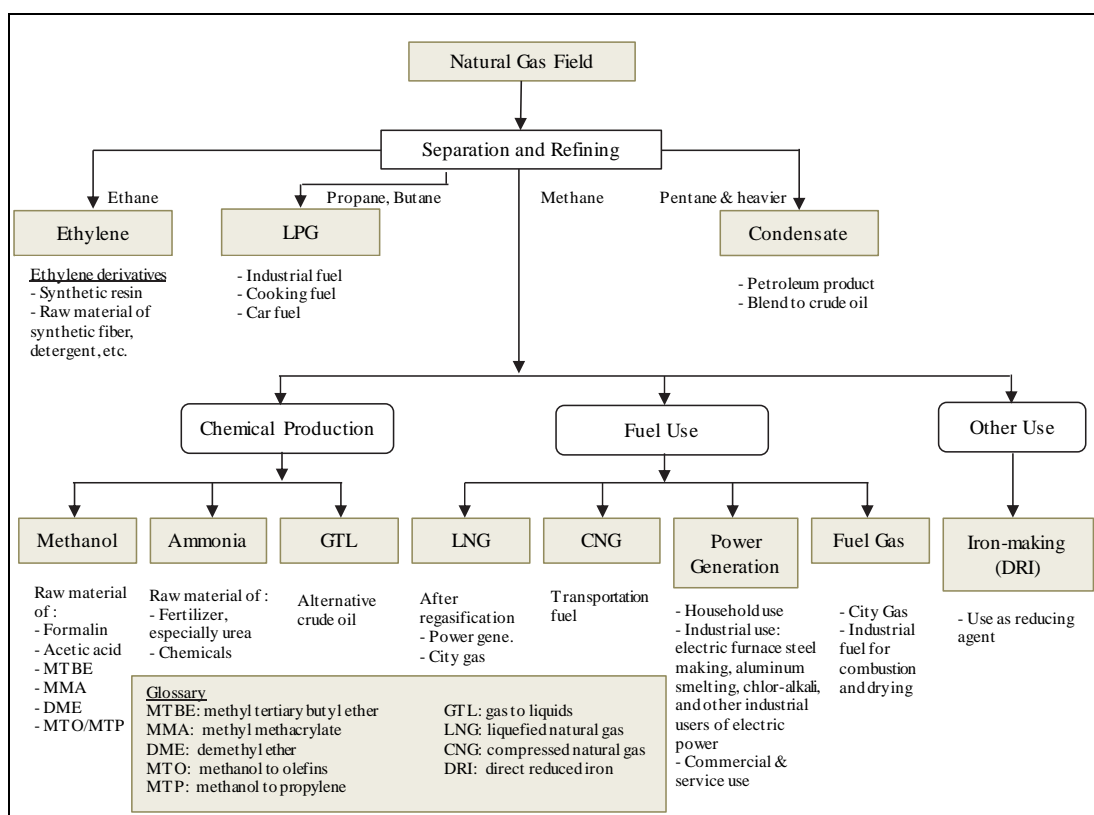 Natural Gas Field
Separation and Refining
Ethane
Propane, Butane
Methane
Pentane & heavier
Ethylene
LPG
Condensate
Ethylene derivatives
- Synthetic resin
- Raw material of
synthetic fiber,
detergent, etc.
- Industrial fuel
- Cooking fuel
- Car fuel
- Petroleum product
- Blend to crude oil
Chemical Production
Fuel Use
Other Use
Methanol
Ammonia
GTL
LNG
CNG
Power
Generation
Fuel Gas
Iron-making
(DRI)
Raw material
of :
- Formalin
- Acetic acid
- MTBE
- MMA
- DME
- MTO/MTP
Raw material of :
- Fertilizer,
especially urea
- Chemicals
Alternative
crude oil
After
regasification
- Power gene.
- City gas
Transportation
fuel
- Household use
- Industrial use:
electric furnace steel
making, aluminum
smelting, chlor-alkali,
and other industrial
users of electric
power
- Commercial &
service use
- City Gas
- Industrial
fuel for
combustion
and drying
- Use as reducing
agent
Glossary
MTBE: methyl tertiary butyl ether
MMA: methyl methacrylate
DME: demethyl ether
MTO: methanol to olefins
MTP: methanol to propylene
GTL: gas to liquids
LNG: liquefied natural gas
CNG: compressed natural gas
DRI: direct reduced iron